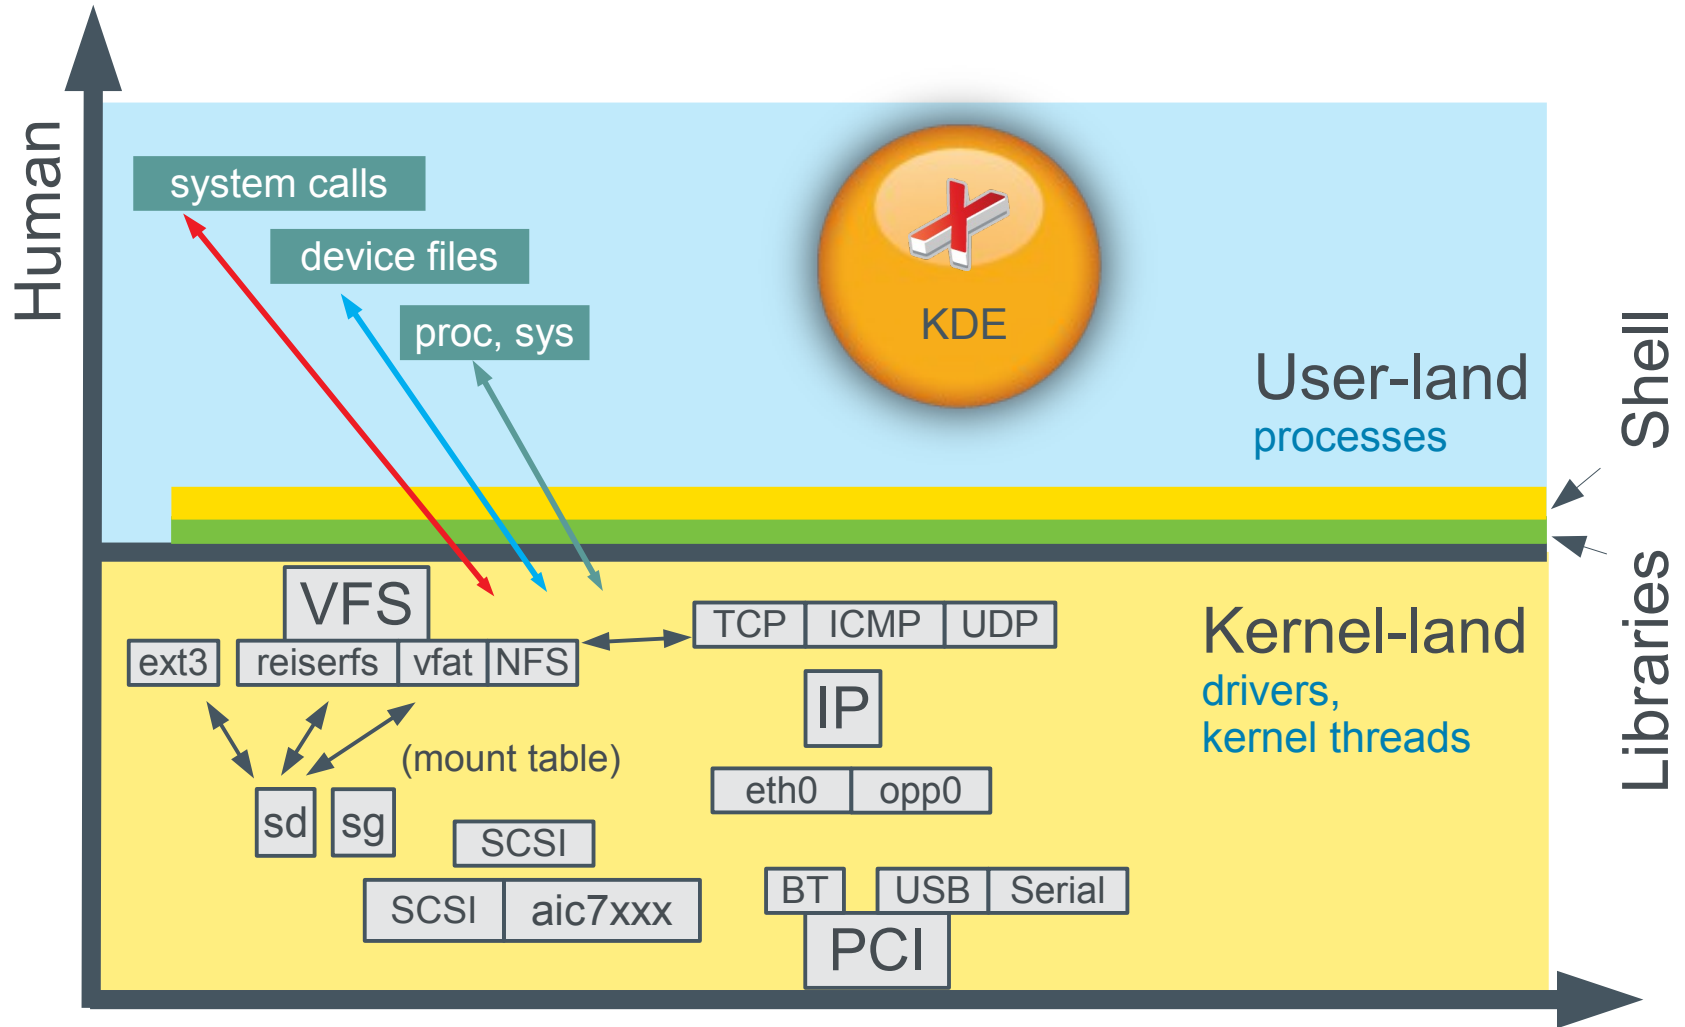 Human
system calls
device files
proc, sys
KDE
User-land
processes
Shell
Libraries
VFS
ext3
reiserfs
vfat
NFS
TCP
ICMP
UDP
Kernel-land
drivers,
kernel threads
IP
(mount table)
eth0
opp0
sd
sg
SCSI
SCSI
aic7xxx
BT
USB
Serial
PCI